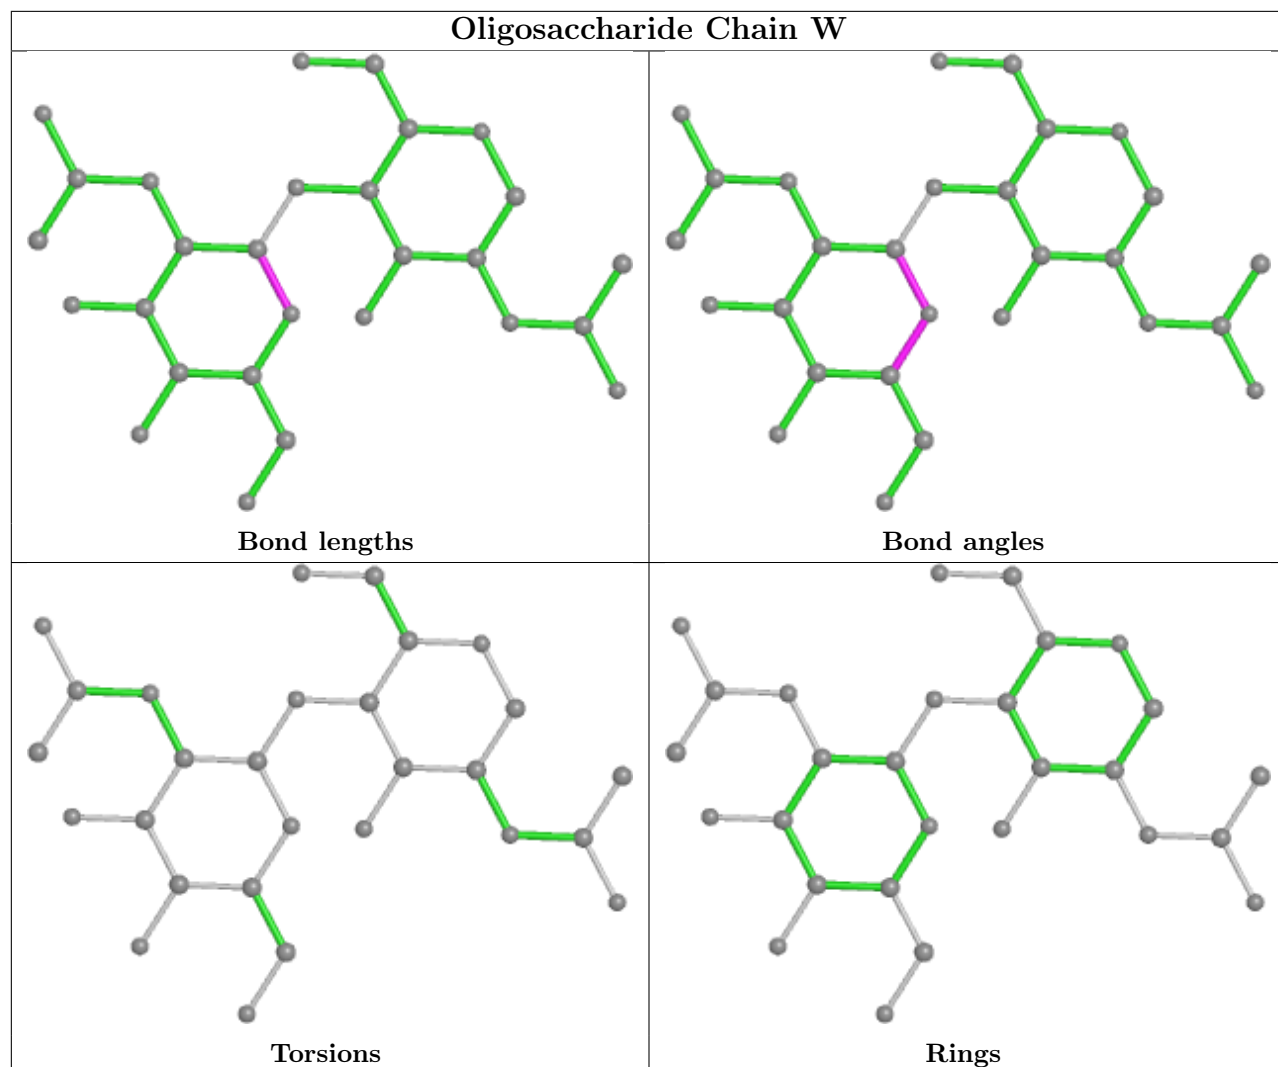 Oligosaccharide Chain W
Bond lengths
Bond angles
Torsions
Rings